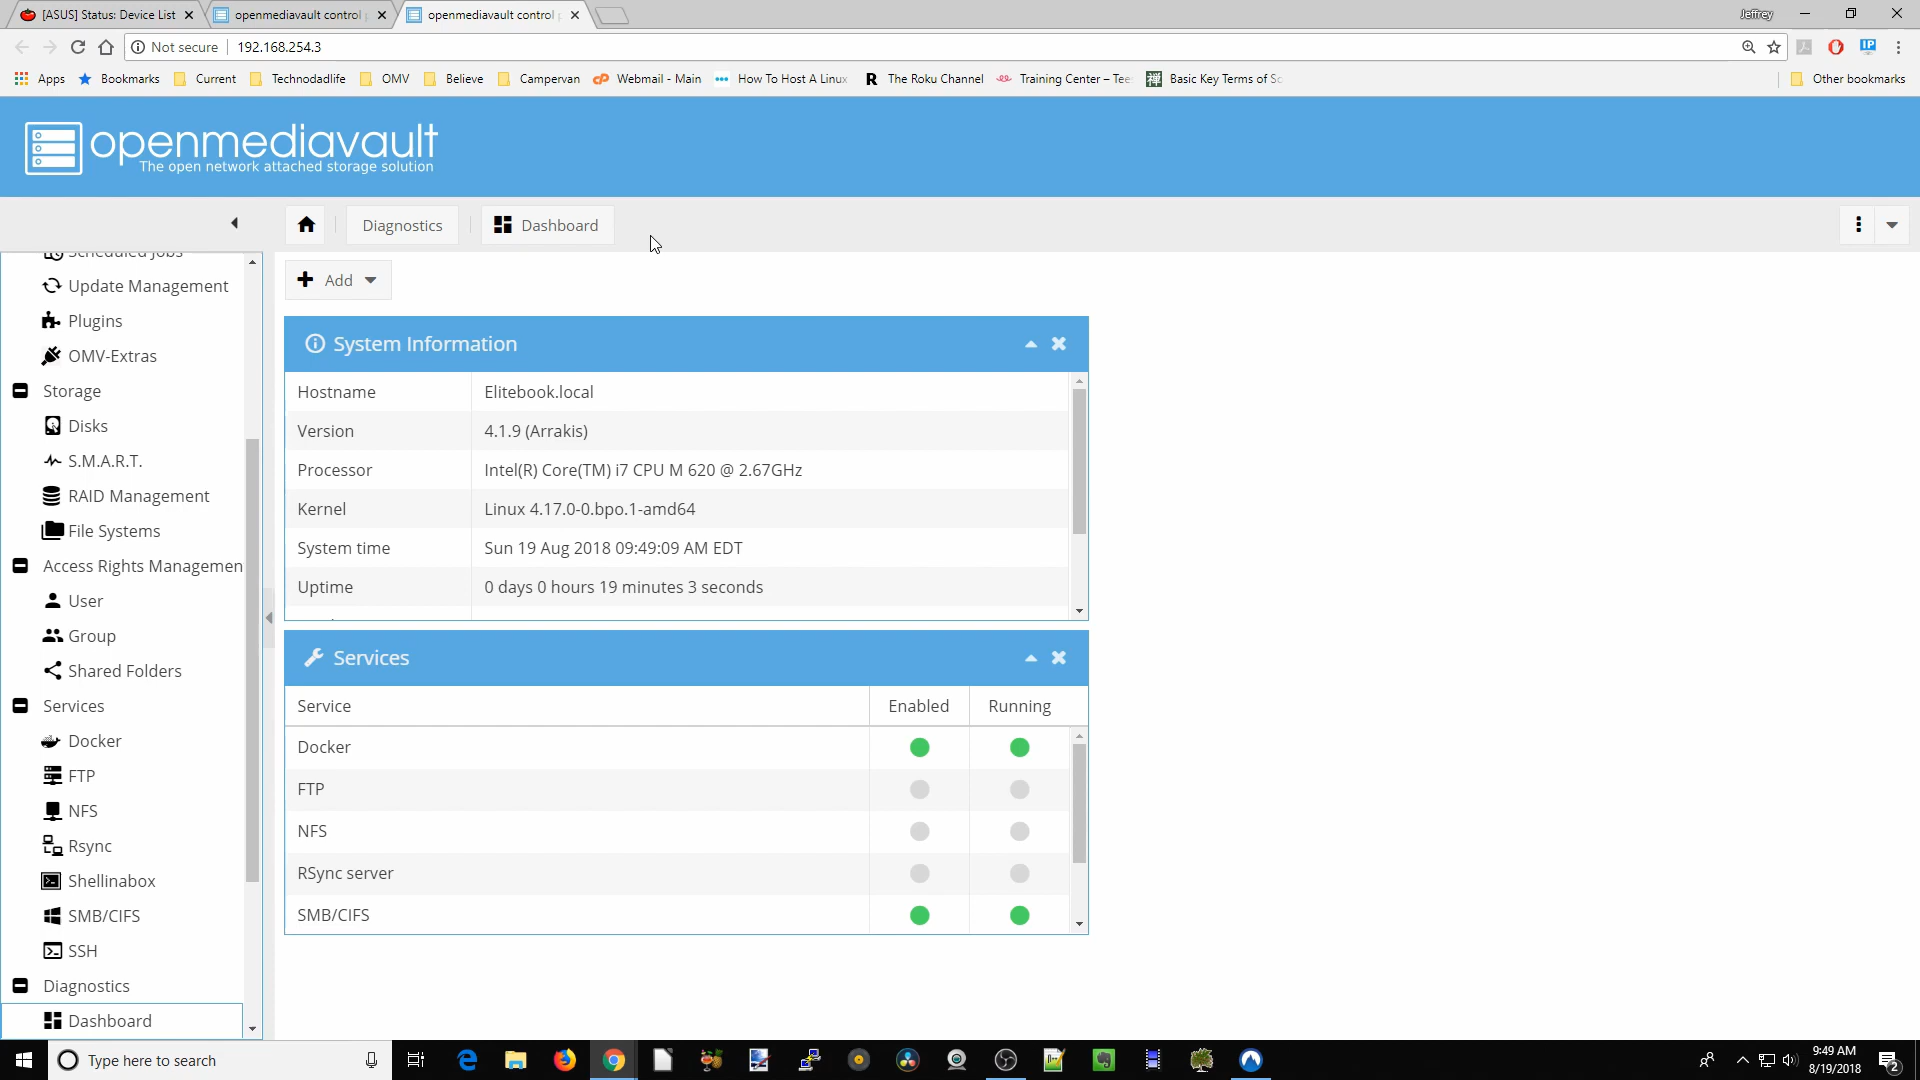 [ASUS] Status: Device List
openmediavault control p
openmediavault control p
Jeffrey
Not secure
192.168.254.3
Apps
Bookmarks
Current
Technodadlife
OMV
Believe
Campervan
Webmail - Main
How To Host A Linux
R The Roku Channel
Training Center – Tee
Basic Key Terms of Sc
Other bookmarks
openmediavault
The open network attached storage solution
Diagnostics
Dashboard
Scheduled Jobs
Update Management
Plugins
OMV-Extras
Storage
Disks
S.M.A.R.T.
RAID Management
File Systems
Access Rights Managemen
User
Group
Shared Folders
Services
Docker
FTP
NFS
Rsync
Shellinabox
SMB/CIFS
SSH
Diagnostics
Dashboard
Add
System Information
Hostname Elitebook.local
Version 4.1.9 (Arrakis)
Processor Intel(R) Core(TM) i7 CPU M 620 @ 2.67GHz
Kernel Linux 4.17.0-0.bpo.1-amd64
System time Sun 19 Aug 2018 09:49:09 AM EDT
Uptime 0 days 0 hours 19 minutes 3 seconds
Services
Service Enabled Running
Docker
FTP
NFS
RSync server
SMB/CIFS
Type here to search
9:49 AM
8/19/2018
2